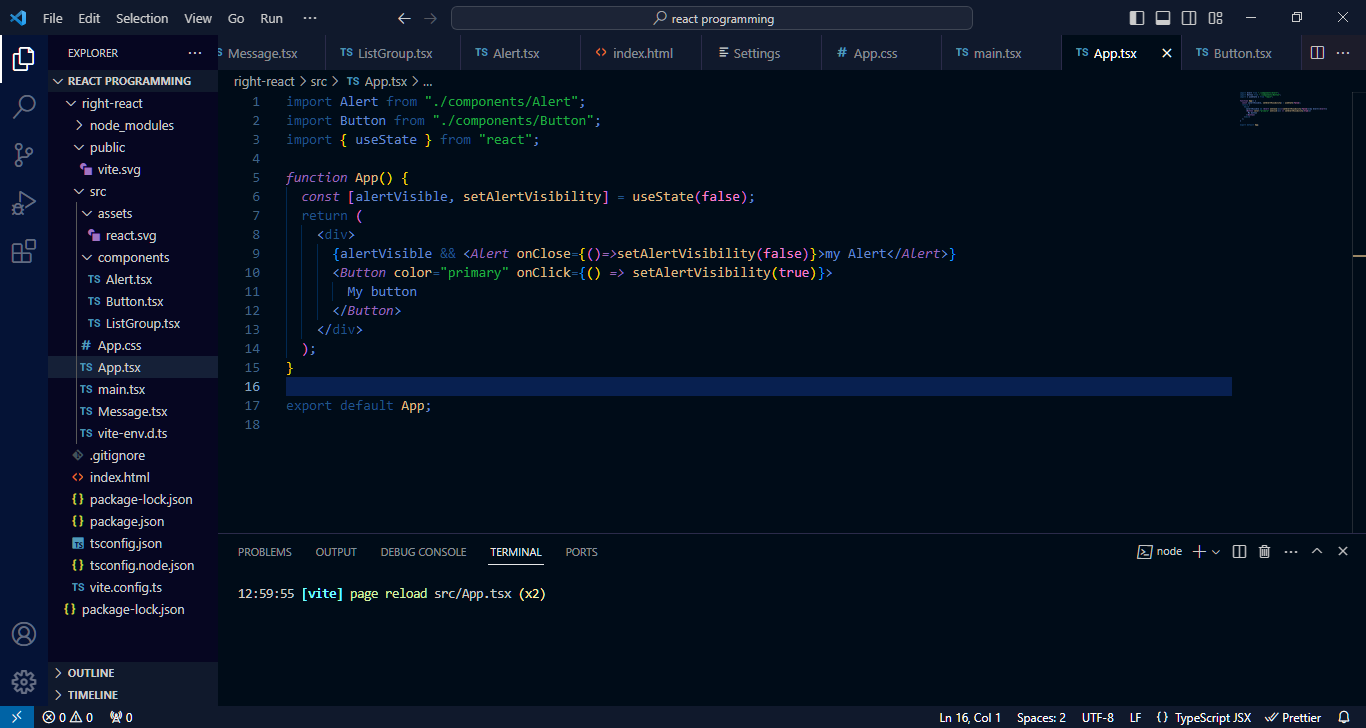 File Edit Selection View Go Run ···
react programming
EXPLORER ···
Message.tsx TS ListGroup.tsx TS Alert.tsx <> index.html Settings # App.css TS main.tsx TS App.tsx × TS Button.tsx ···
REACT PROGRAMMING
right-react
node_modules
public
vite.svg
src
assets
react.svg
components
TS Alert.tsx
TS Button.tsx
TS ListGroup.tsx
# App.css
TS App.tsx
TS main.tsx
TS Message.tsx
TS vite-env.d.ts
.gitignore
<> index.html
{} package-lock.json
{} package.json
TS tsconfig.json
{} tsconfig.node.json
TS vite.config.ts
{} package-lock.json
OUTLINE
TIMELINE
right-react > src > TS App.tsx > ...
1 import Alert from "./components/Alert";
2 import Button from "./components/Button";
3 import { useState } from "react";
4
5 function App() {
6 const [alertVisible, setAlertVisibility] = useState(false);
7 return (
8 <div>
9 {alertVisible && <Alert onClose={()=>setAlertVisibility(false)}>my Alert</Alert>}
10 <Button color="primary" onClick={() => setAlertVisibility(true)}>
11 My button
12 </Button>
13 </div>
14 );
15 }
16
17 export default App;
18
PROBLEMS OUTPUT DEBUG CONSOLE TERMINAL PORTS
node
12:59:55 [vite] page reload src/App.tsx (x2)
0 0 0
Ln 16, Col 1 Spaces: 2 UTF-8 LF {} TypeScript JSX Prettier